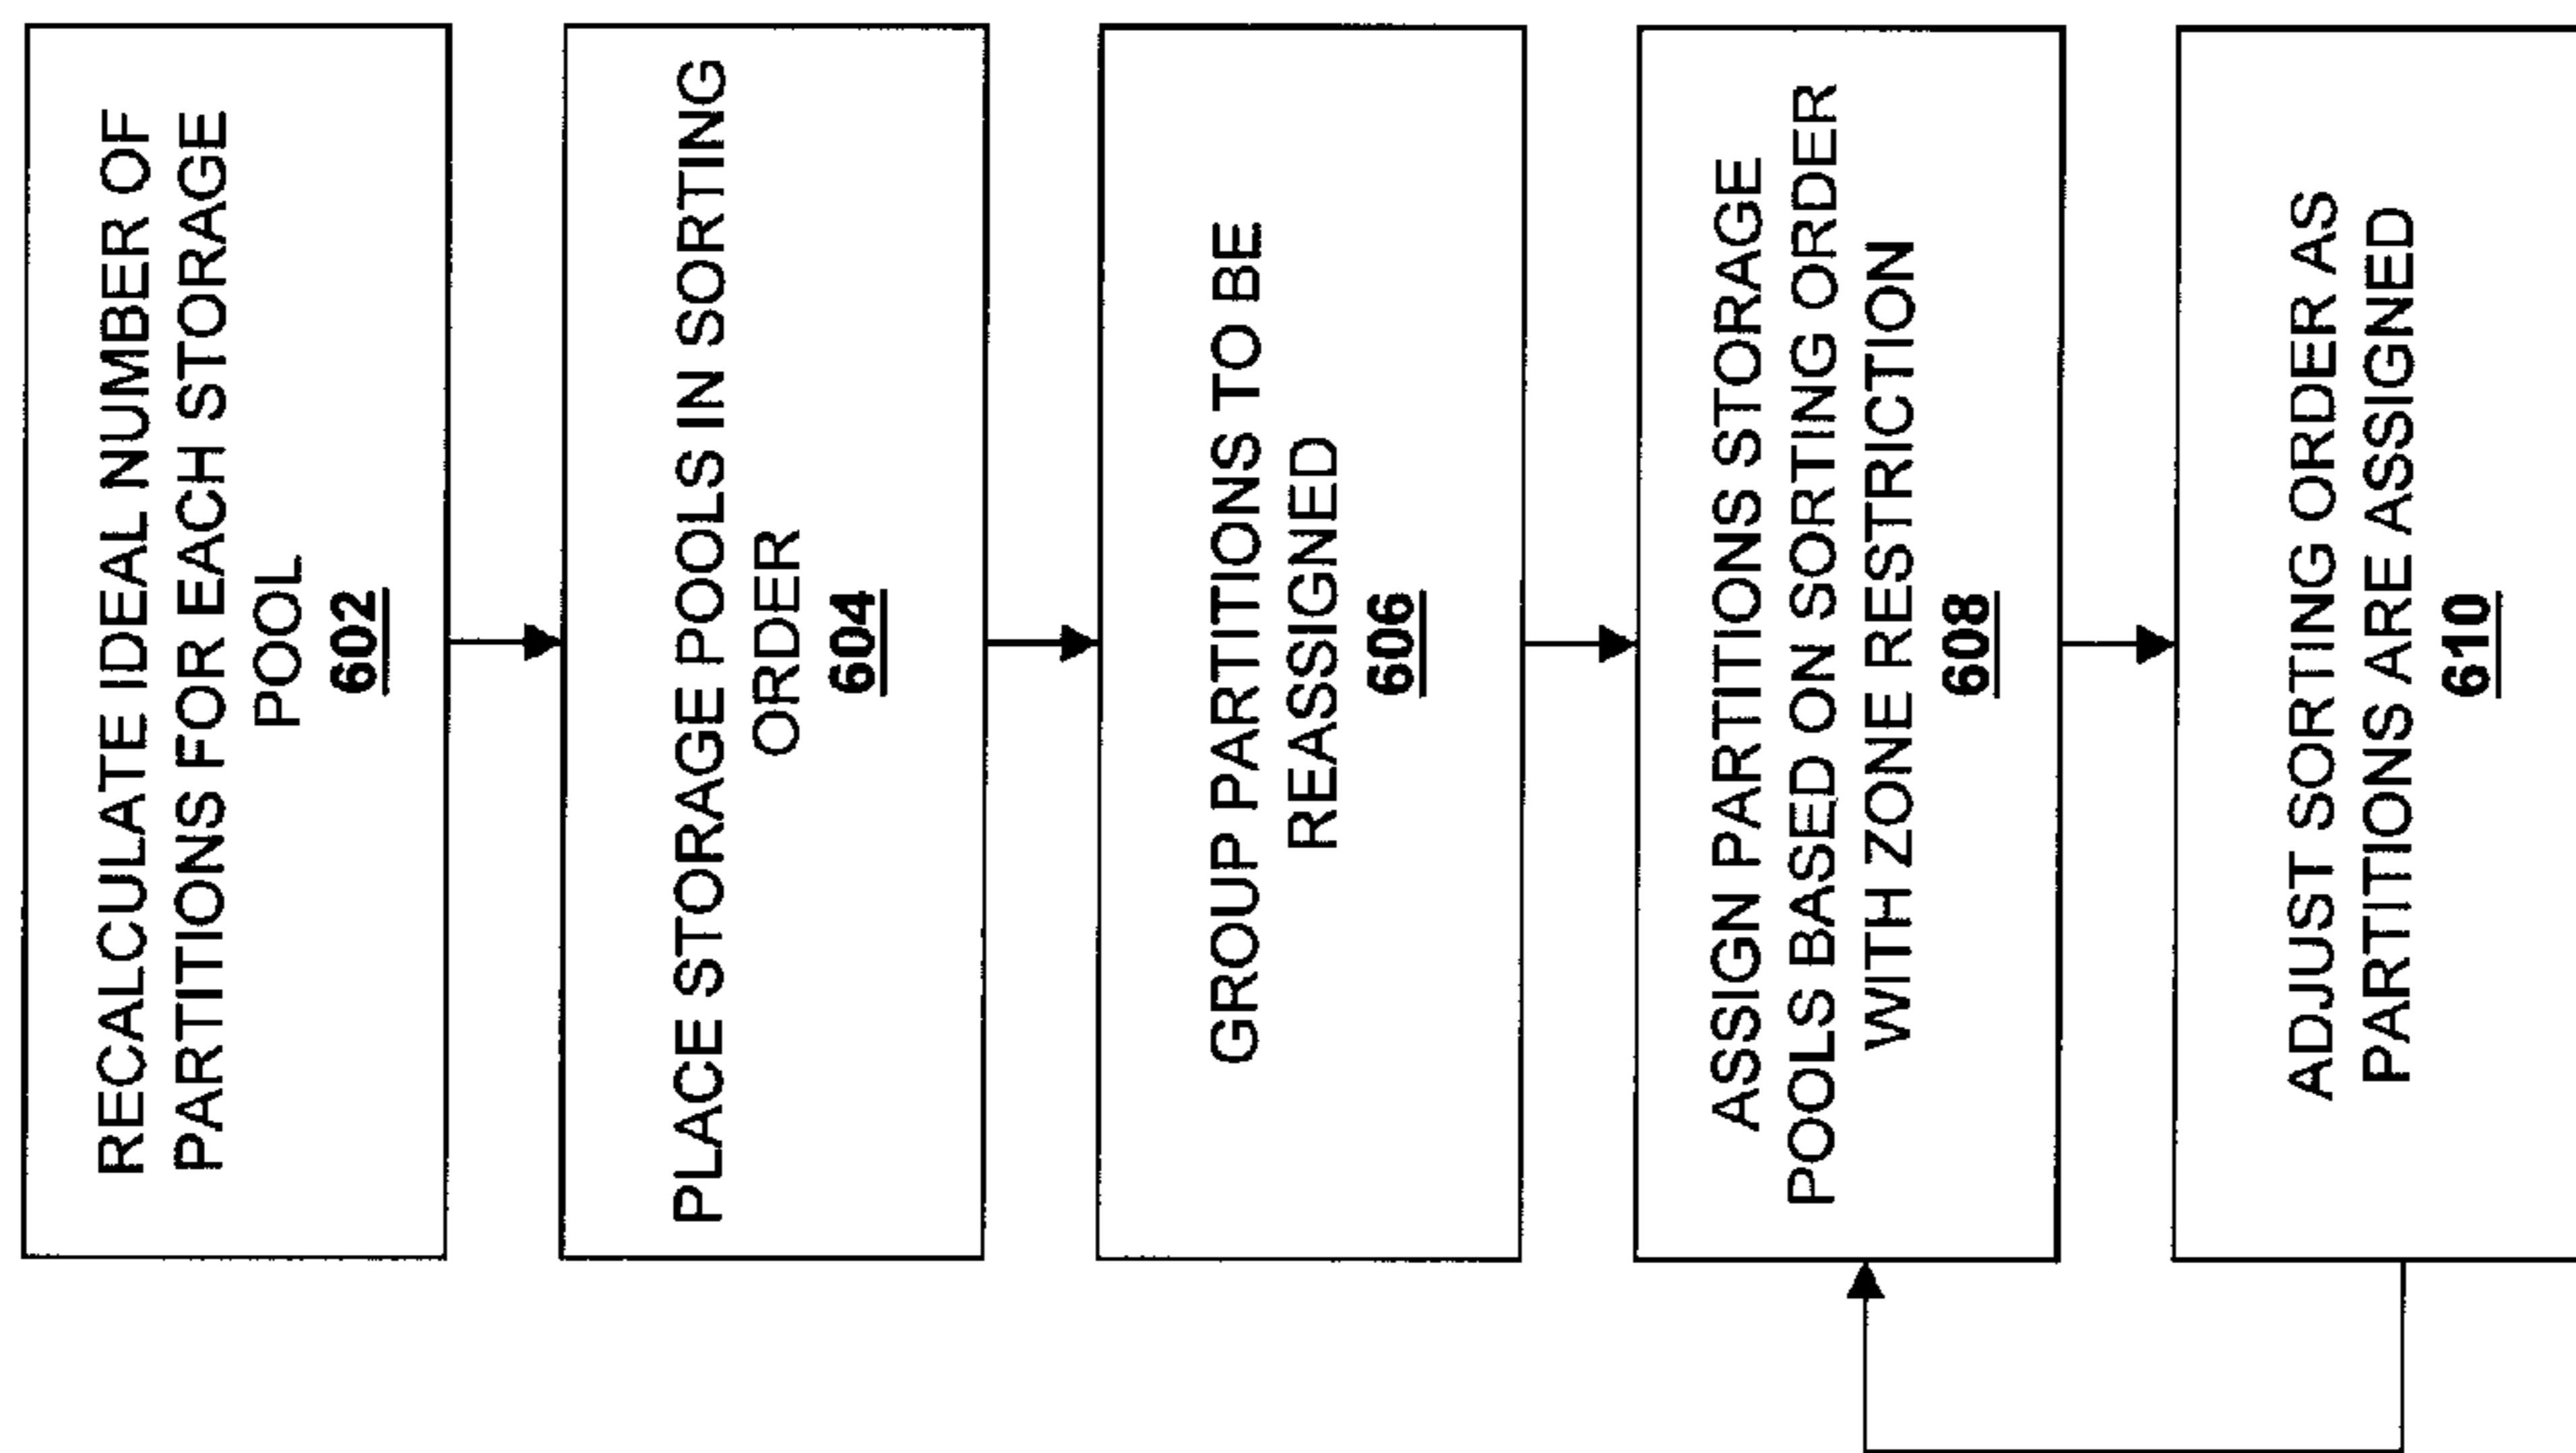 RECALCULATE IDEAL NUMBER OF
PARTITIONS FOR EACH STORAGE
POOL
602
PLACE STORAGE POOLS IN SORTING
ORDER
604
GROUP PARTITIONS TO BE
REASSIGNED
606
ASSIGN PARTITIONS STORAGE
POOLS BASED ON SORTING ORDER
WITH ZONE RESTRICTION
608
ADJUST SORTING ORDER AS
PARTITIONS ARE ASSIGNED
610